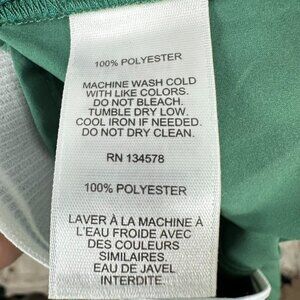 100% POLYESTER
MACHINE WASH COLD
WITH LIKE COLORS.
DO NOT BLEACH.
TUMBLE DRY LOW.
COOL IRON IF NEEDED.
DO NOT DRY CLEAN.
RN 134578
100% POLYESTER
LAVER À LA MACHINE À
L'EAU FROIDE AVEC
DES COULEURS
SIMILAIRES.
EAU DE JAVEL
INTERDITE.